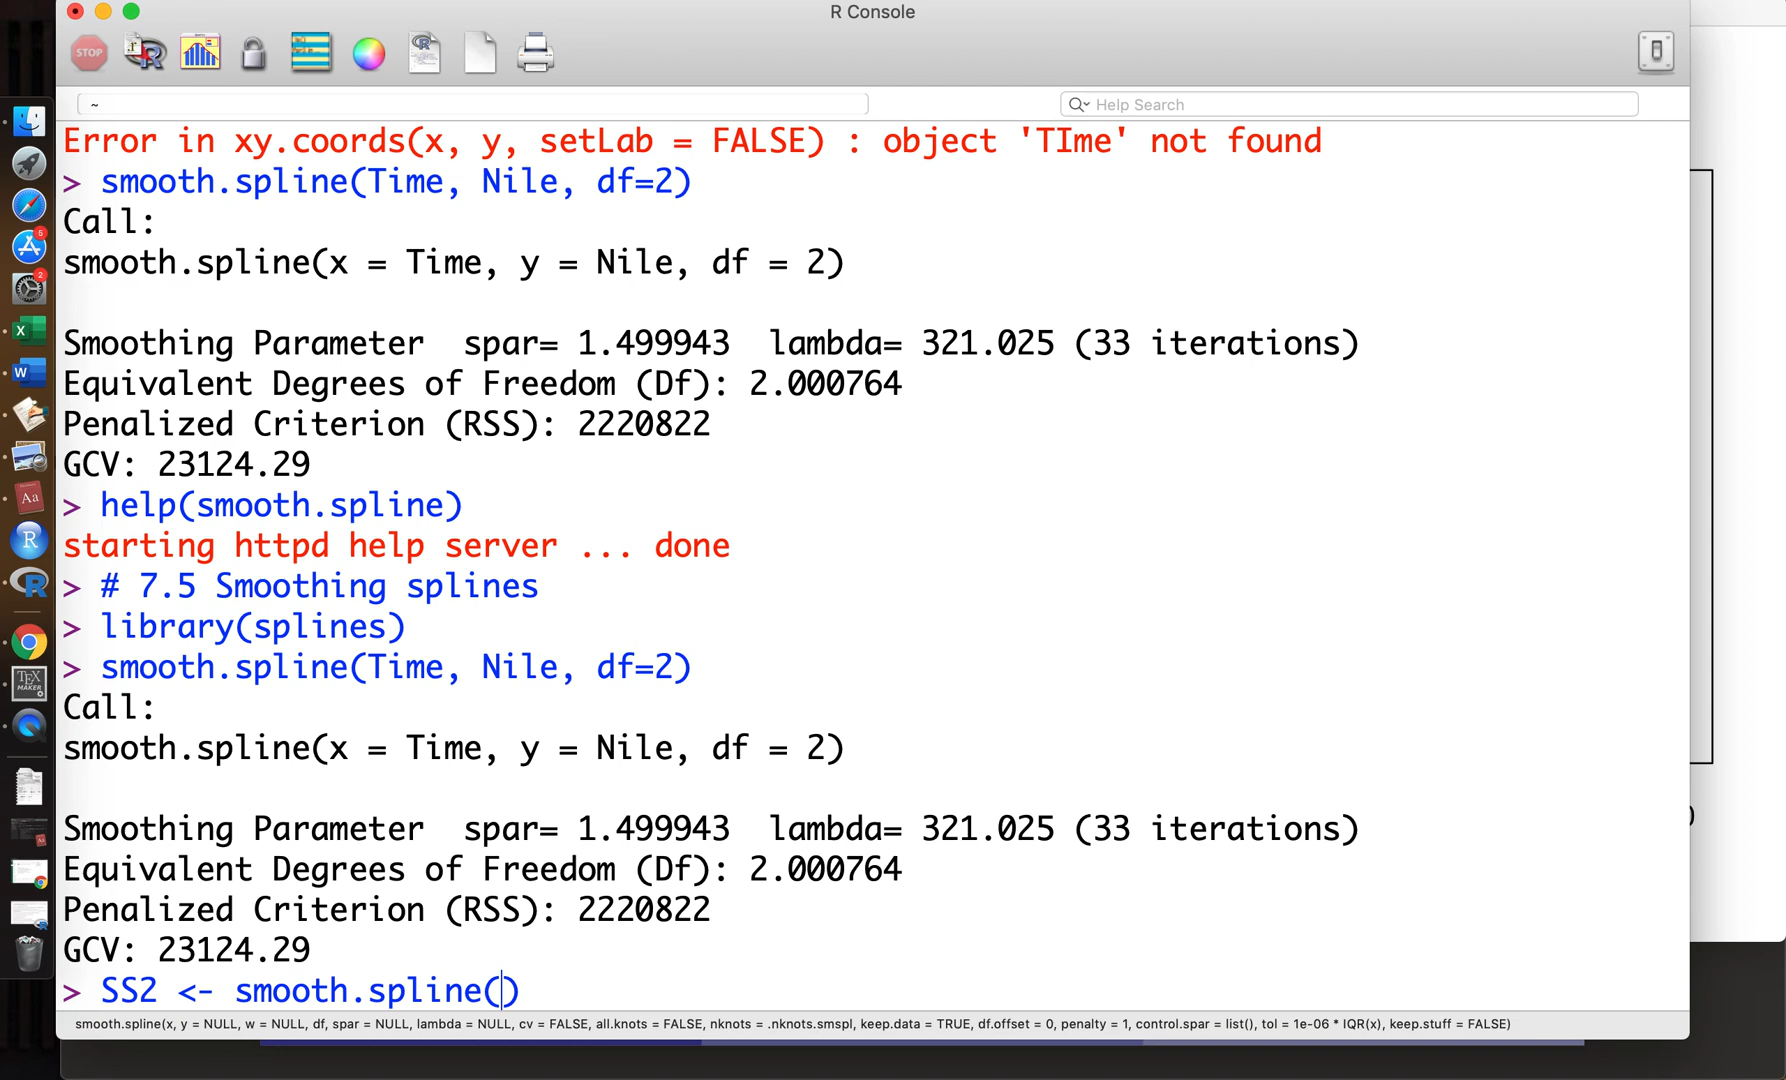 R Console
STOP
~
Help Search
Error in xy.coords(x, y, setLab = FALSE) : object 'TIme' not found
> smooth.spline(Time, Nile, df=2)
Call:
smooth.spline(x = Time, y = Nile, df = 2)
Smoothing Parameter  spar= 1.499943  lambda= 321.025 (33 iterations)
Equivalent Degrees of Freedom (Df): 2.000764
Penalized Criterion (RSS): 2220822
GCV: 23124.29
> help(smooth.spline)
starting httpd help server ... done
> # 7.5 Smoothing splines
> library(splines)
> smooth.spline(Time, Nile, df=2)
Call:
smooth.spline(x = Time, y = Nile, df = 2)
Smoothing Parameter  spar= 1.499943  lambda= 321.025 (33 iterations)
Equivalent Degrees of Freedom (Df): 2.000764
Penalized Criterion (RSS): 2220822
GCV: 23124.29
> SS2 <- smooth.spline()
smooth.spline(x, y = NULL, w = NULL, df, spar = NULL, lambda = NULL, cv = FALSE, all.knots = FALSE, nknots = .nknots.smspl, keep.data = TRUE, df.offset = 0, penalty = 1, control.spar = list(), tol = 1e-06 * IQR(x), keep.stuff = FALSE)
5
2
X
W
Aa
R
R
TEX
MAKER